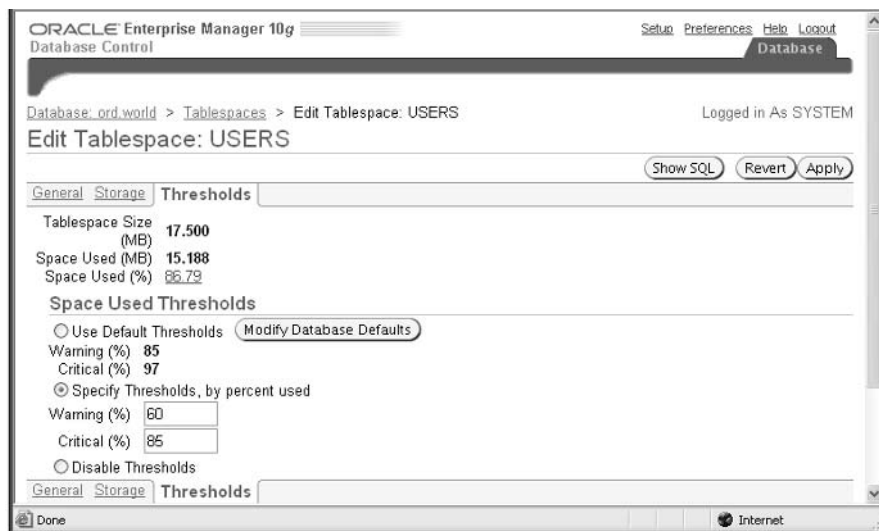 ORACLE Enterprise Manager 10g
Database Control
Setup Preferences Help Logout
Database
Database: ord.world > Tablespaces > Edit Tablespace: USERS
Logged in As SYSTEM
Edit Tablespace: USERS
Show SQL Revert Apply
General Storage Thresholds
Tablespace Size (MB) 17.500
Space Used (MB) 15.188
Space Used (%) 86.79
Space Used Thresholds
Use Default Thresholds Modify Database Defaults
Warning (%) 85
Critical (%) 97
Specify Thresholds, by percent used
Warning (%) 60
Critical (%) 85
Disable Thresholds
General Storage Thresholds
Done
Internet